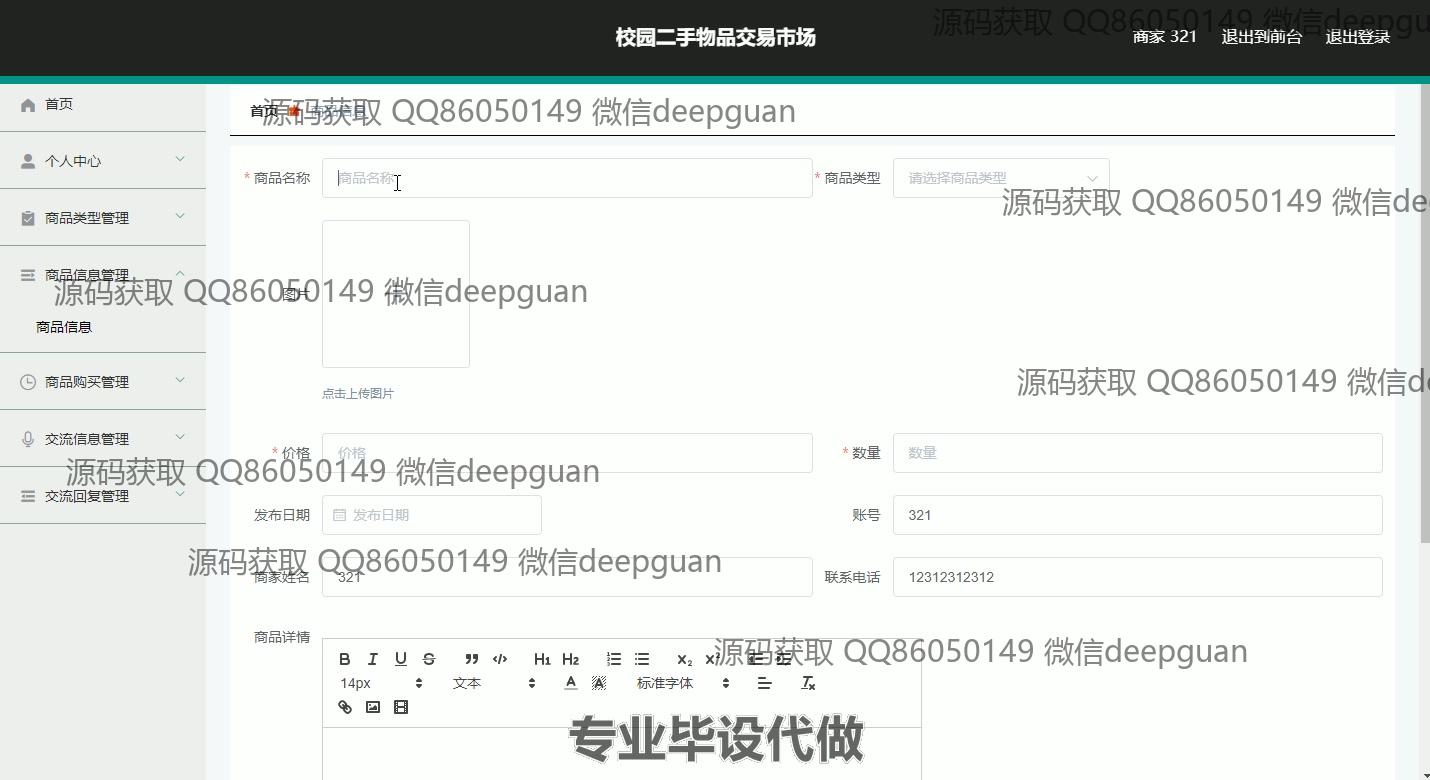 校园二手物品交易市场
源码获取 QQ86050149 微信deepgu
商家 321 退出到前台 退出登录
首页
首页 商品信息
源码获取 QQ86050149 微信deepguan
个人中心
* 商品名称 商品名称
* 商品类型 请选择商品类型
源码获取 QQ86050149 微信de
商品类型管理
商品信息管理
源码获取 QQ86050149 微信deepguan
图片
商品信息
商品购买管理
源码获取 QQ86050149 微信d
点击上传图片
交流信息管理
* 价格 价格
* 数量 数量
源码获取 QQ86050149 微信deepguan
交流回复管理
发布日期 发布日期
账号 321
源码获取 QQ86050149 微信deepguan
商家姓名 321
联系电话 12312312312
商品详情
源码获取 QQ86050149 微信deepguan
B I U S ” </> H1 H2 X2 X2
14px 文本 A A 标准字体 Tx
专业毕设代做